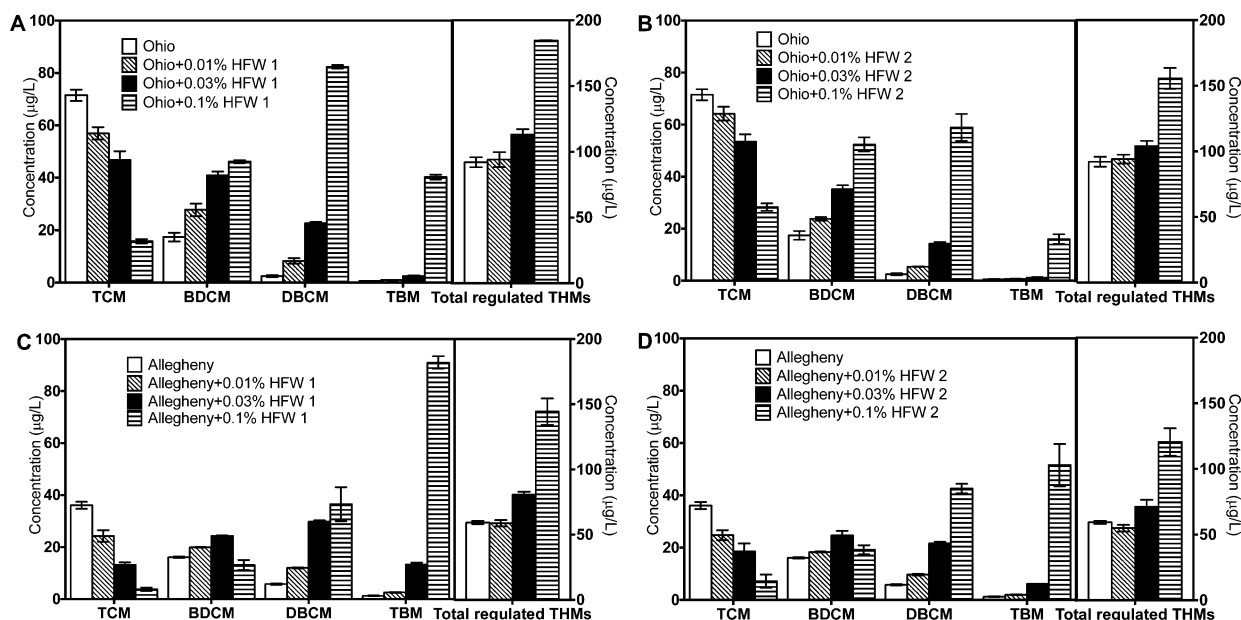 A
100
80
60
40
20
0
Concentration (µg/L)
Ohio
Ohio+0.01% HFW 1
Ohio+0.03% HFW 1
Ohio+0.1% HFW 1
TCM
BDCM
DBCM
TBM
Total regulated THMs
200
150
100
50
0
Concentration (µg/L)
B
100
80
60
40
20
0
Concentration (µg/L)
Ohio
Ohio+0.01% HFW 2
Ohio+0.03% HFW 2
Ohio+0.1% HFW 2
TCM
BDCM
DBCM
TBM
Total regulated THMs
200
150
100
50
0
Concentration (µg/L)
C
100
80
60
40
20
0
Concentration (µg/L)
Allegheny
Allegheny+0.01% HFW 1
Allegheny+0.03% HFW 1
Allegheny+0.1% HFW 1
TCM
BDCM
DBCM
TBM
Total regulated THMs
200
150
100
50
0
Concentration (µg/L)
D
100
80
60
40
20
0
Concentration (µg/L)
Allegheny
Allegheny+0.01% HFW 2
Allegheny+0.03% HFW 2
Allegheny+0.1% HFW 2
TCM
BDCM
DBCM
TBM
Total regulated THMs
200
150
100
50
0
Concentration (µg/L)